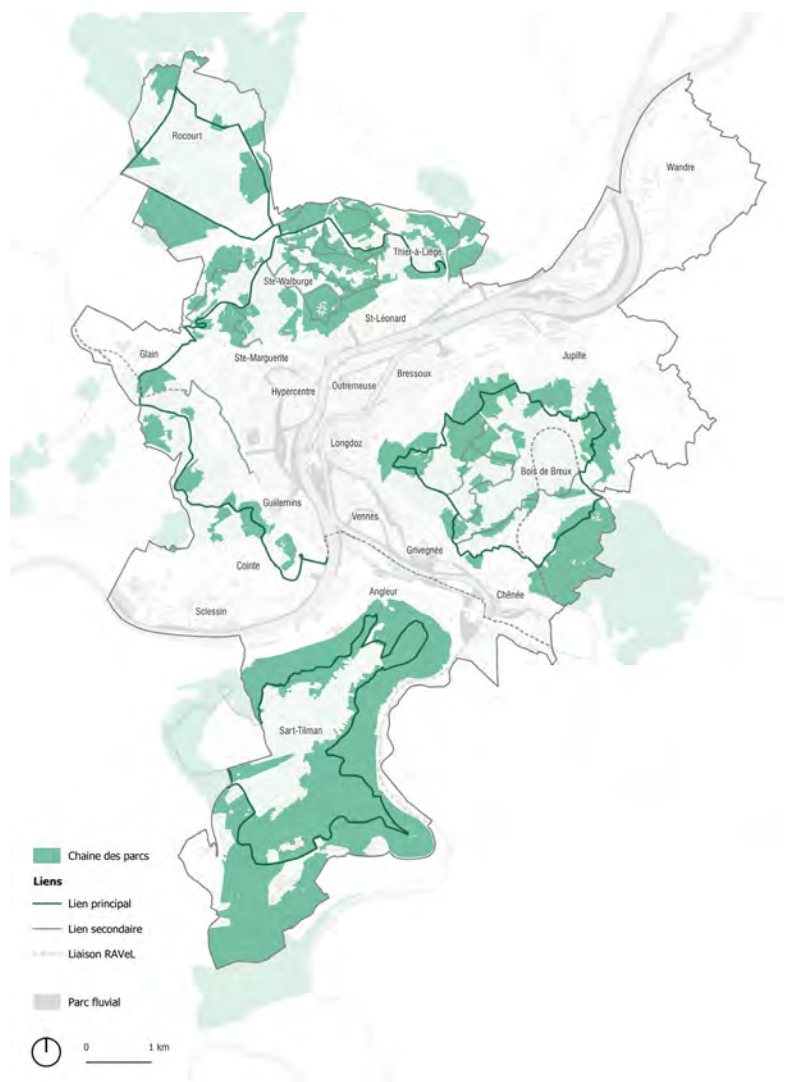 Rocourt
Wandre
Thier-à-Liège
Ste-Walburge
St-Léonard
Glain
Ste-Marguerite
Jupille
Bressoux
Hypercentre
Outremeuse
Longdoz
Bois de Breux
Guillemins
Vennes
Grivegnée
Cointe
Chênée
Angleur
Sclessin
Sart-Tilman
Chaine des parcs
Liens
Lien principal
Lien secondaire
Liaison RAVeL
Parc fluvial
0 1 km